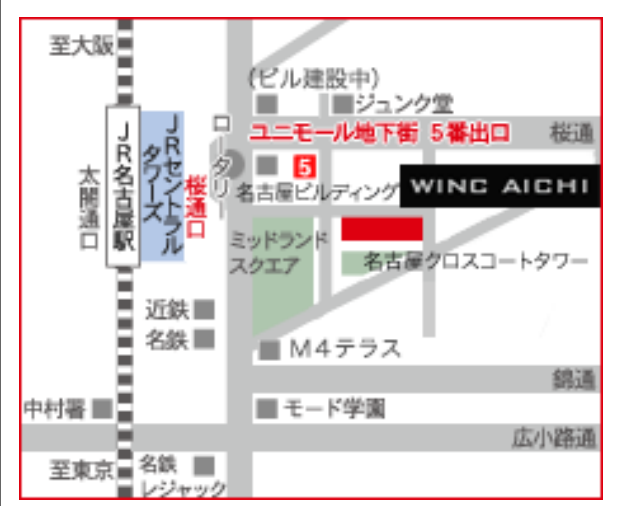 至大阪
(ビル建設中)
ジュンク堂
ユニモール地下街 5番出口
桜通
ロータリー
JRセントラル
タワーズ
JR名古屋駅
太閤通口
桜通口
5
名古屋ビルディング
WINC AICHI
ミッドランド
スクエア
名古屋クロスコートタワー
近鉄
名鉄
M4テラス
錦通
中村署
モード学園
広小路通
至東京
名鉄
レジャック